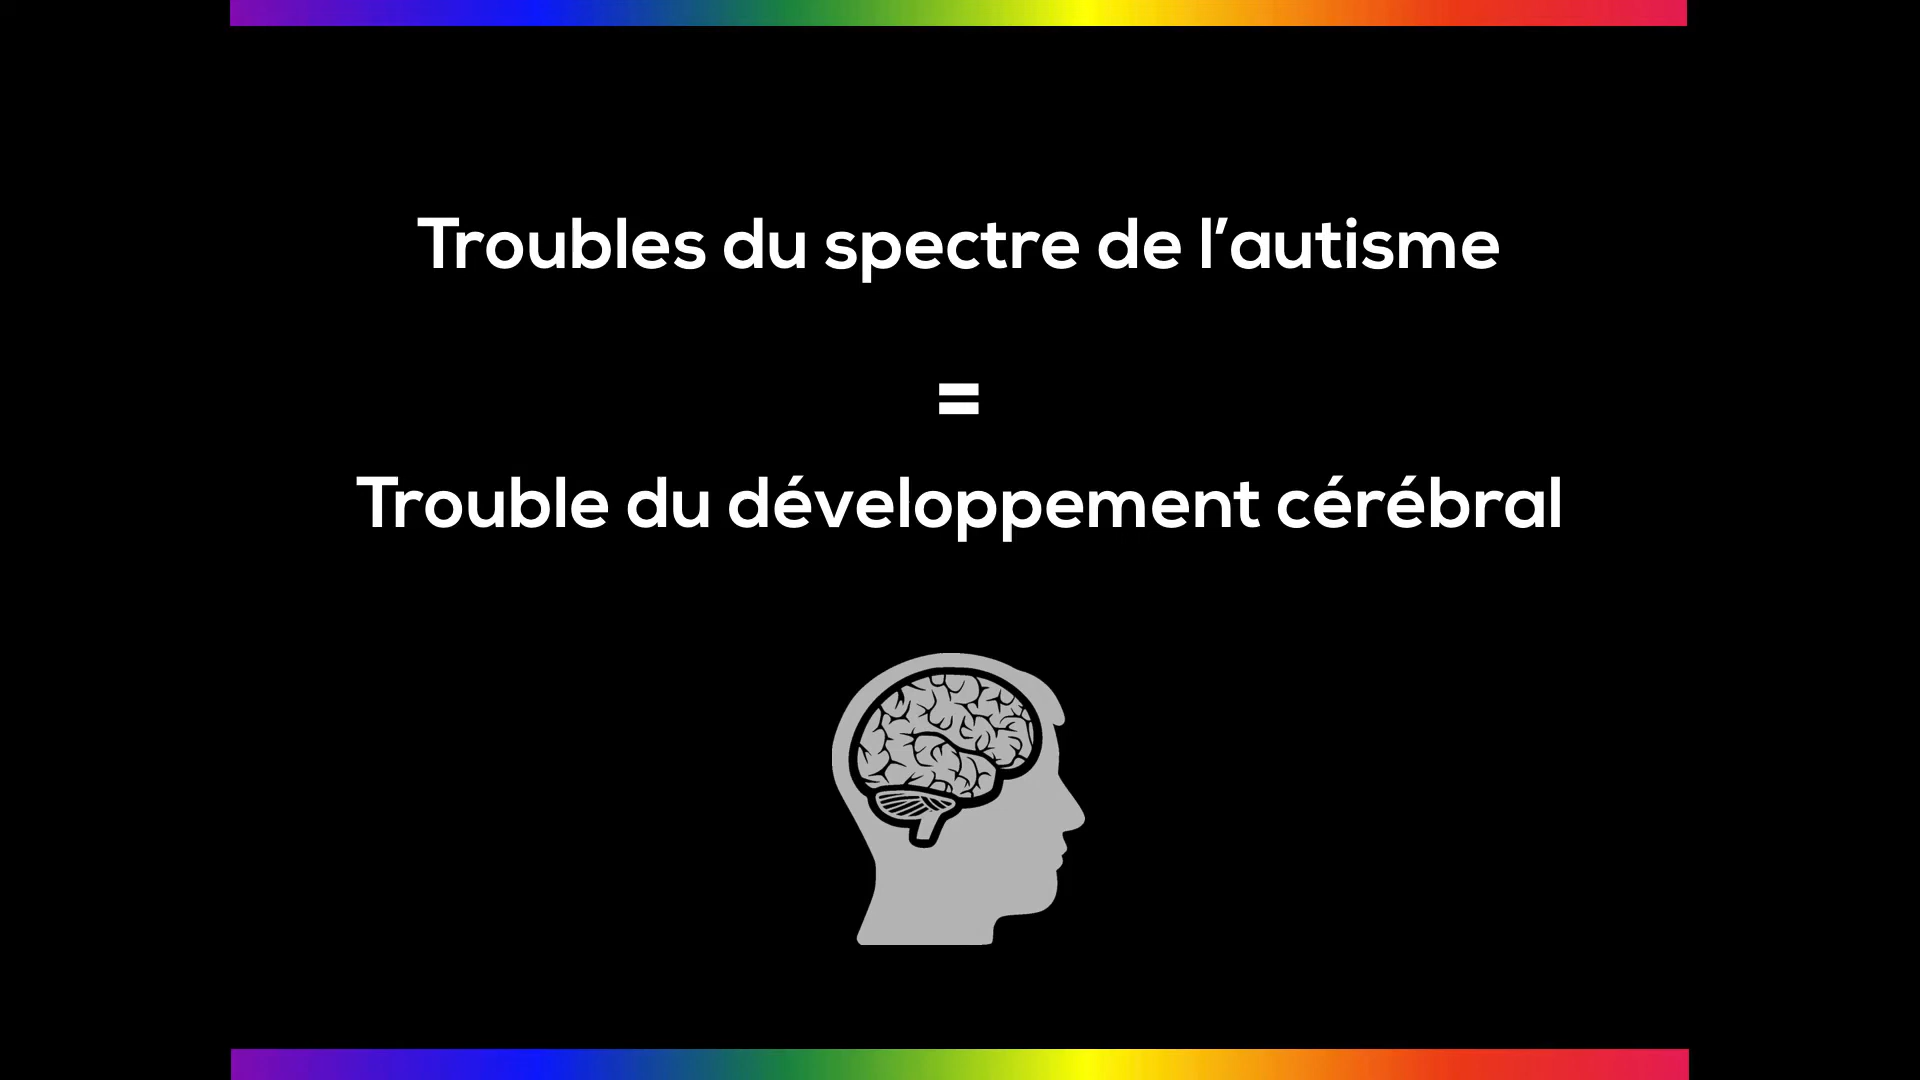 Troubles du spectre de l’autisme
=
Trouble du développement cérébral